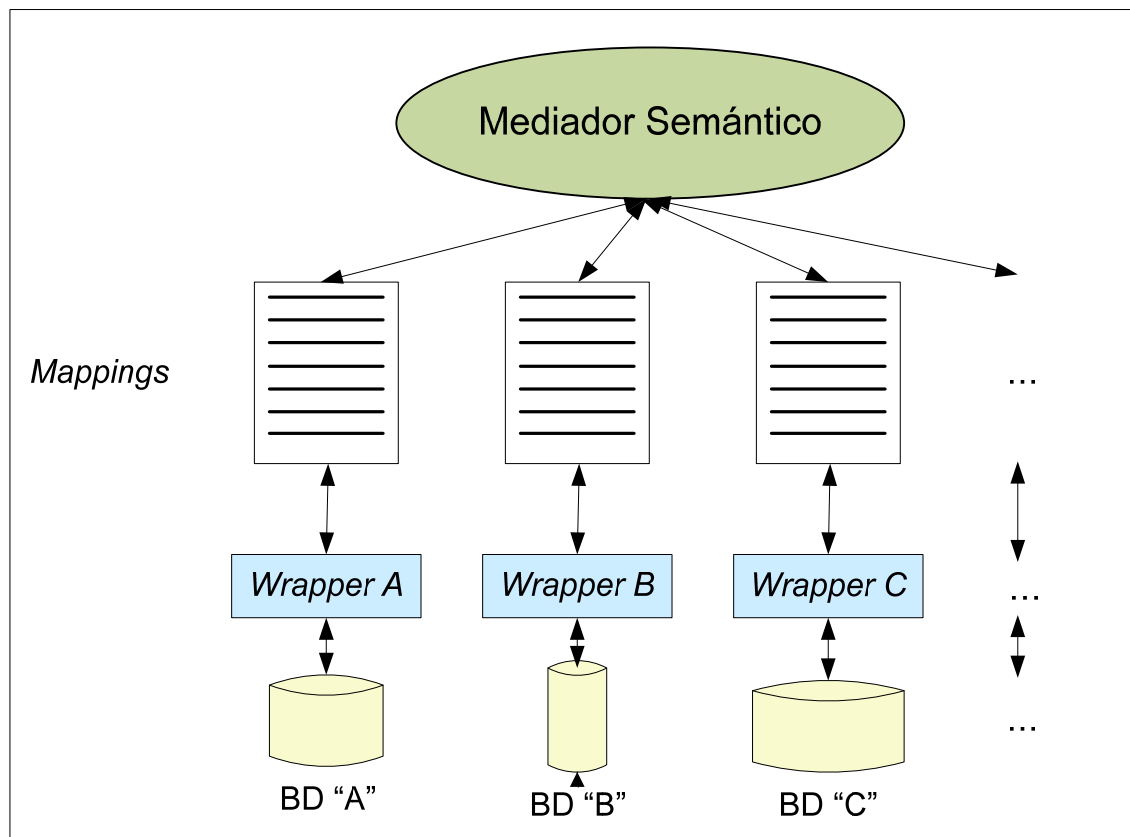 Mediador Semántico
Mappings
...
Wrapper A
Wrapper B
Wrapper C
...
...
BD “A”
BD “B”
BD “C”